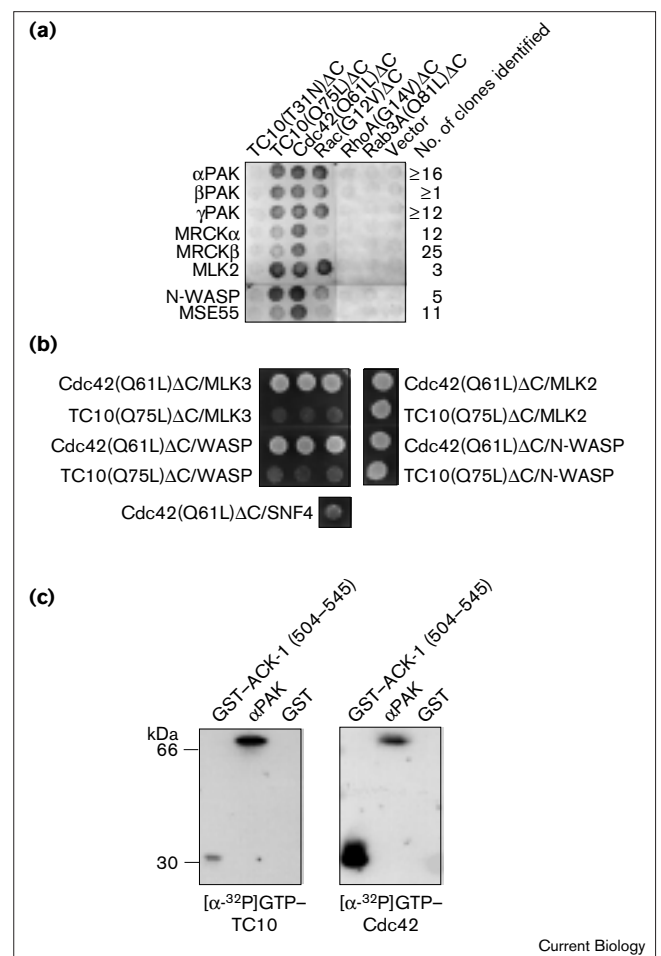 (a)
TC10(T31N)ΔC
TC10(Q75L)ΔC
Cdc42(Q61L)ΔC
Rac(G12V)ΔC
RhoA(G14V)ΔC
Rab3A(Q81L)ΔC
Vector
No. of clones identified
αPAK ≥16
βPAK ≥1
γPAK ≥12
MRCKα 12
MRCKβ 25
MLK2 3
N-WASP 5
MSE55 11
(b)
Cdc42(Q61L)ΔC/MLK3 Cdc42(Q61L)ΔC/MLK2
TC10(Q75L)ΔC/MLK3 TC10(Q75L)ΔC/MLK2
Cdc42(Q61L)ΔC/WASP Cdc42(Q61L)ΔC/N-WASP
TC10(Q75L)ΔC/WASP TC10(Q75L)ΔC/N-WASP
Cdc42(Q61L)ΔC/SNF4
(c)
GST–ACK-1 (504–545)
αPAK
GST
GST–ACK-1 (504–545)
αPAK
GST
kDa
66
30
[α-³²P]GTP– [α-³²P]GTP–
TC10 Cdc42
Current Biology